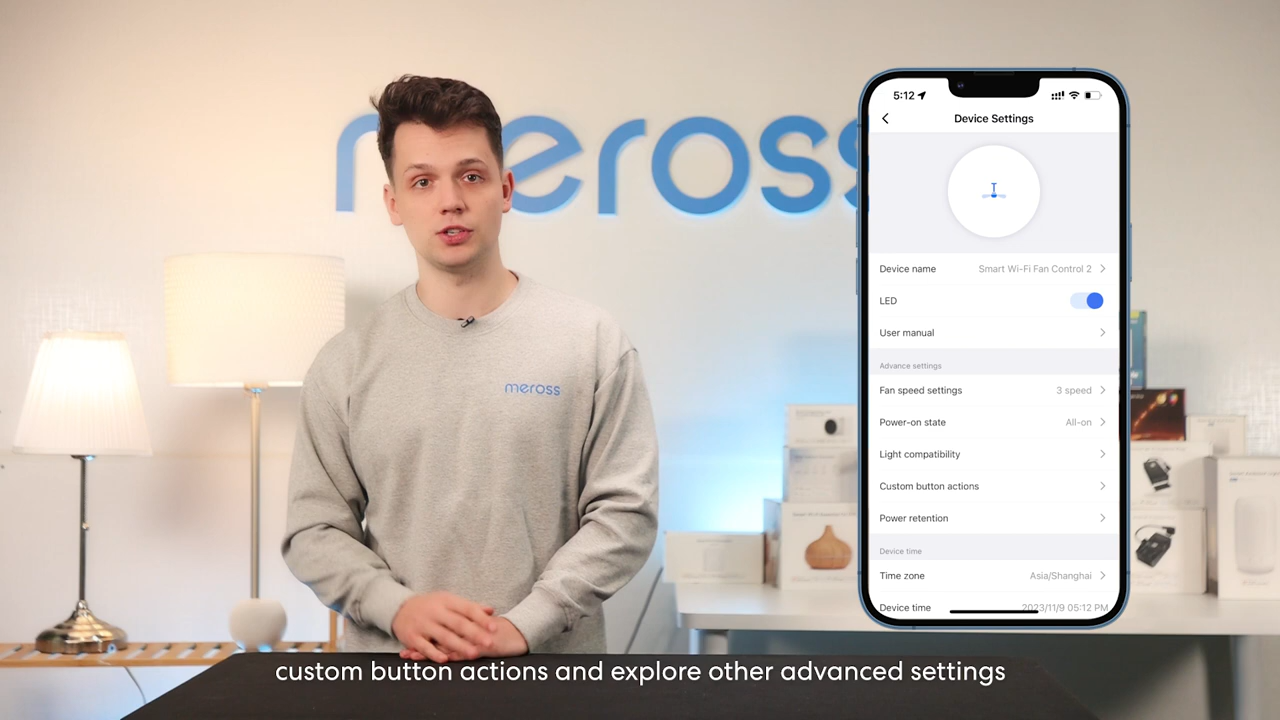 meross
meross
5:12
Device Settings
Device name Smart Wi-Fi Fan Control 2
LED
User manual
Advance settings
Fan speed settings 3 speed
Power-on state All-on
Light compatibility
Custom button actions
Power retention
Device time
Time zone Asia/Shanghai
Device time 2023/11/9 05:12 PM
custom button actions and explore other advanced settings